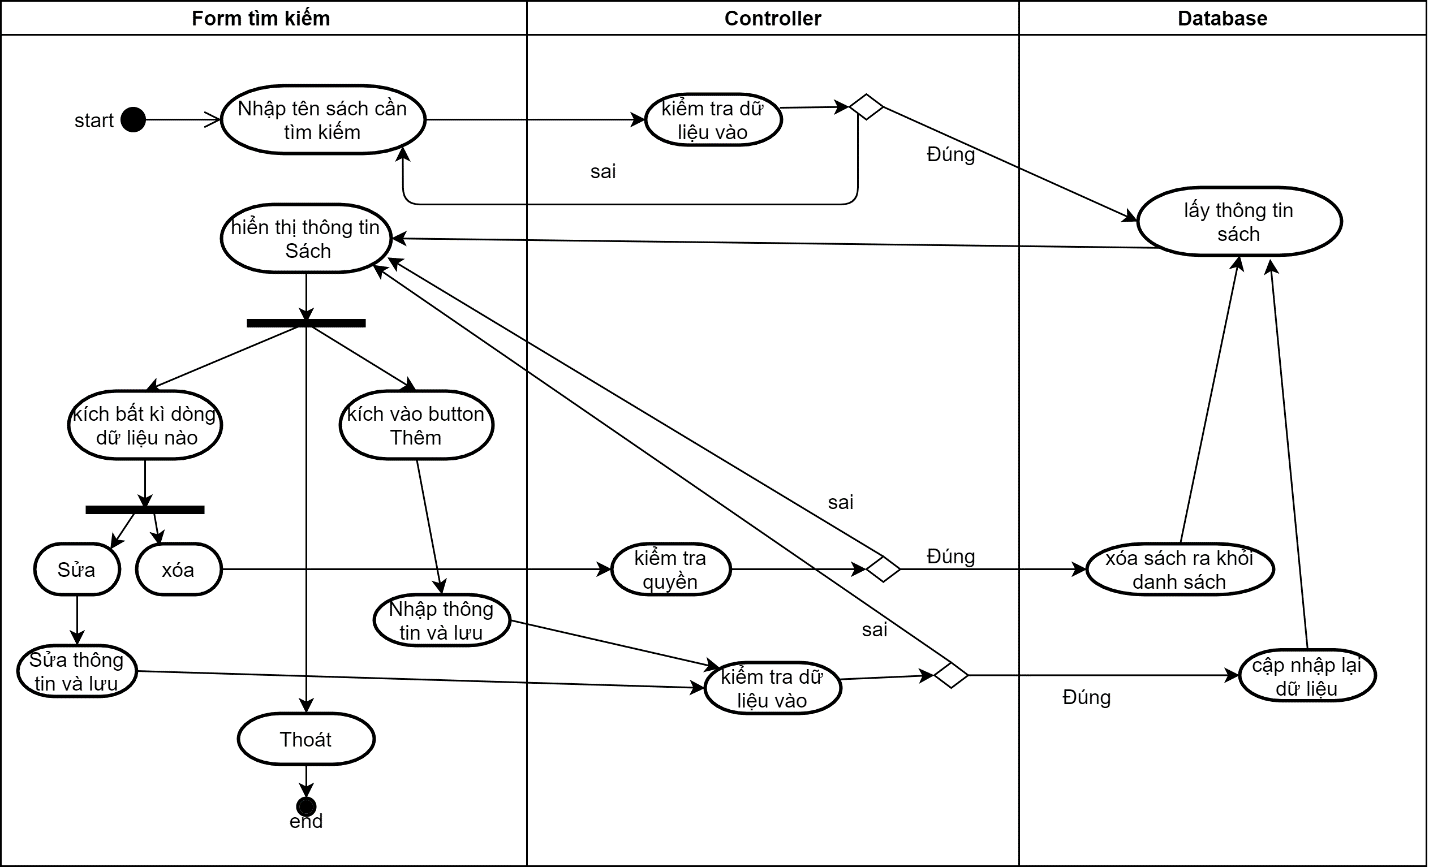 Form tìm kiếm
Controller
Database
start
Nhập tên sách cần
tìm kiếm
kiểm tra dữ
liệu vào
Đúng
sai
lấy thông tin
sách
hiển thị thông tin
Sách
kích bất kì dòng
dữ liệu nào
kích vào button
Thêm
sai
Sửa
xóa
kiểm tra
quyền
Đúng
xóa sách ra khỏi
danh sách
Nhập thông
tin và lưu
sai
Sửa thông
tin và lưu
kiểm tra dữ
liệu vào
Đúng
cập nhập lại
dữ liệu
Thoát
end